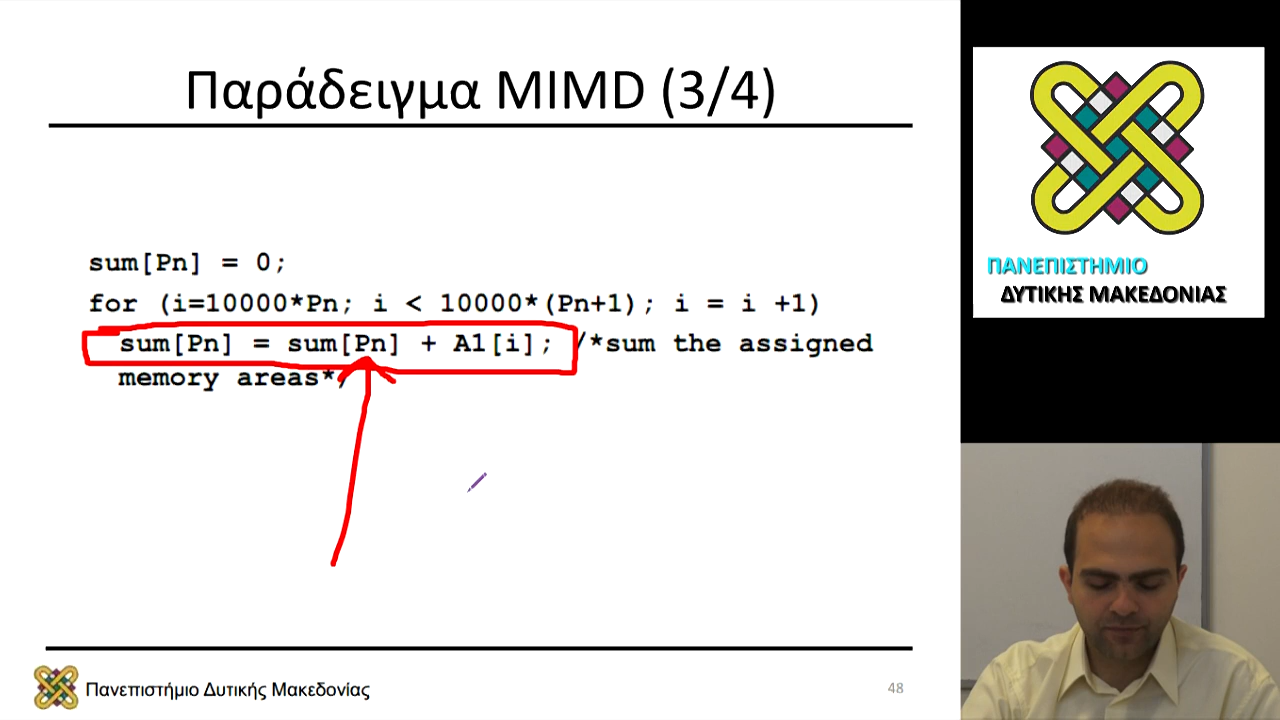 Παράδειγμα MIMD (3/4)
sum[Pn] = 0;
for (i=10000*Pn; i < 10000*(Pn+1); i = i +1)
sum[Pn] = sum[Pn] + A1[i]; /*sum the assigned
memory areas*/
Πανεπιστήμιο Δυτικής Μακεδονίας
48
ΠΑΝΕΠΙΣΤΗΜΙΟ
ΔΥΤΙΚΗΣ ΜΑΚΕΔΟΝΙΑΣ